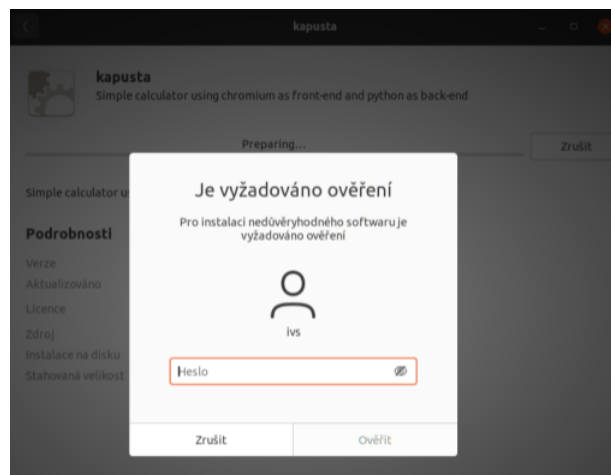 kapusta
kapusta
Simple calculator using chromium as front-end and python as back-end
Preparing...
Zrušit
Simple calculator u
Je vyžadováno ověření
Pro instalaci nedůvěryhodného softwaru je
vyžadováno ověření
ivs
Heslo
Zrušit
Ověřit
Podrobnosti
Verze
Aktualizováno
Licence
Zdroj
Instalace na disku
Stahovaná velikost